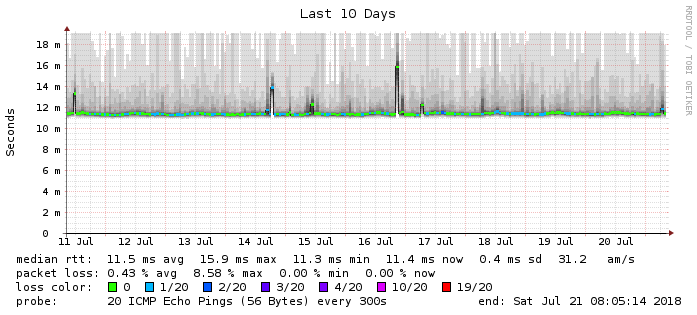 Last 10 Days
RRDTOOL / TOBI OETIKER
Seconds
18 m
16 m
14 m
12 m
10 m
8 m
6 m
4 m
2 m
0
11 Jul 12 Jul 13 Jul 14 Jul 15 Jul 16 Jul 17 Jul 18 Jul 19 Jul 20 Jul
median rtt: 11.5 ms avg 15.9 ms max 11.3 ms min 11.4 ms now 0.4 ms sd 31.2 am/s
packet loss: 0.43 % avg 8.58 % max 0.00 % min 0.00 % now
loss color: 0 1/20 2/20 3/20 4/20 10/20 19/20
probe: 20 ICMP Echo Pings (56 Bytes) every 300s end: Sat Jul 21 08:05:14 2018